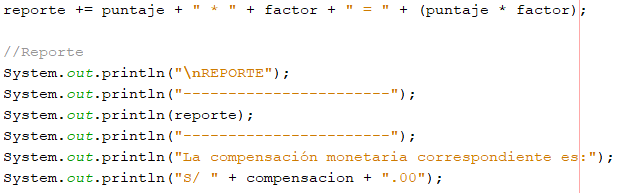 reporte += puntaje + " * " + factor + " = " + (puntaje * factor);
//Reporte
System.out.println("\nREPORTE");
System.out.println("-----------------------");
System.out.println(reporte);
System.out.println("-----------------------");
System.out.println("La compensación monetaria correspondiente es:");
System.out.println("S/ " + compensacion + ".00");